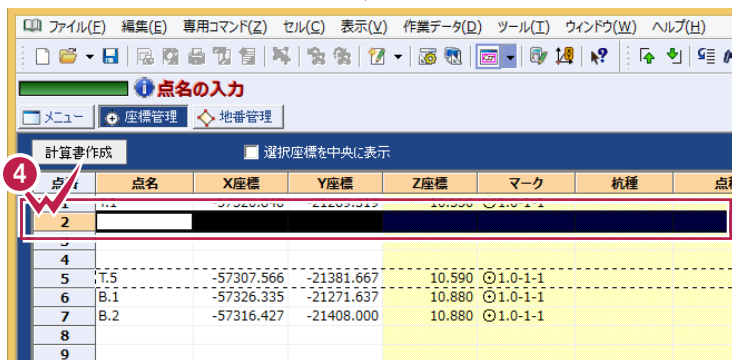 ファイル(F) 編集(E) 専用コマンド(Z) セル(C) 表示(V) 作業データ(D) ツール(T) ウィンドウ(W) ヘルプ(H)
点名の入力
メニュー 座標管理 地番管理
計算書作成 選択座標を中央に表示
4
点名 X座標 Y座標 Z座標 マーク 杭種
2
4
5 T.5 -57307.566 -21381.667 10.590 1.0-1-1
6 B.1 -57326.335 -21271.637 10.880 1.0-1-1
7 B.2 -57316.427 -21408.000 10.880 1.0-1-1
8
9